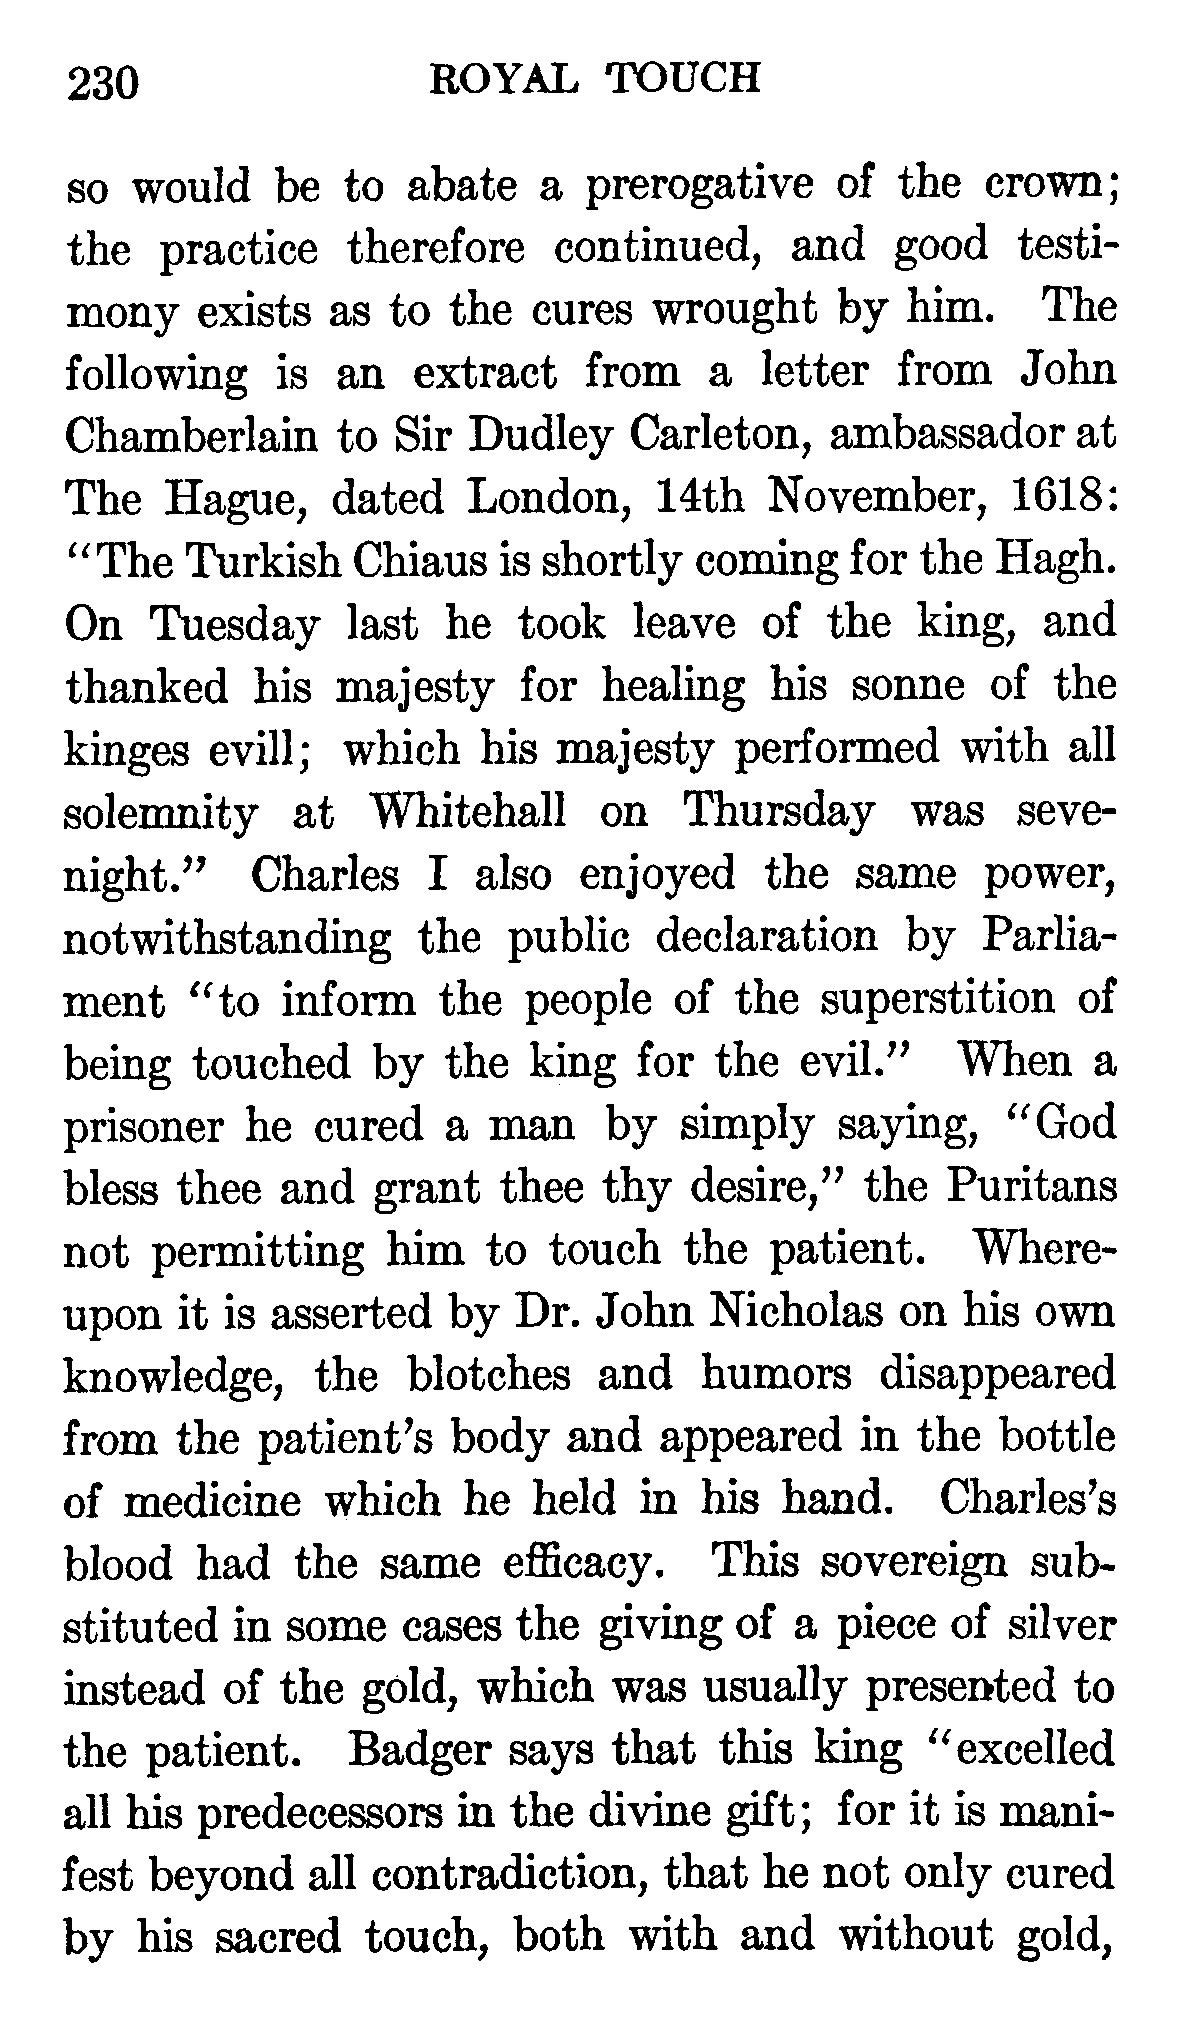 230 ROYAL TOUCH
so would be to abate a prerogative of the crown;
the practice therefore continued, and good testi-
mony exists as to the cures wrought by him. The
following is an extract from a letter from John
Chamberlain to Sir Dudley Carleton, ambassador at
The Hague, dated London, 14th November, 1618:
“The Turkish Chiaus is shortly coming for the Hagh.
On Tuesday last he took leave of the king, and
thanked his majesty for healing his sonne of the
kinges evill; which his majesty performed with all
solemnity at Whitehall on Thursday was seve-
night.” Charles I also enjoyed the same power,
notwithstanding the public declaration by Parlia-
ment “to inform the people of the superstition of
being touched by the king for the evil.” When a
prisoner he cured a man by simply saying, “God
bless thee and grant thee thy desire,” the Puritans
not permitting him to touch the patient. Where-
upon it is asserted by Dr. John Nicholas on his own
knowledge, the blotches and humors disappeared
from the patient's body and appeared in the bottle
of medicine which he held in his hand. Charles's
blood had the same efficacy. This sovereign sub-
stituted in some cases the giving of a piece of silver
instead of the gold, which was usually presented to
the patient. Badger says that this king “excelled
all his predecessors in the divine gift; for it is mani-
fest beyond all contradiction, that he not only cured
by his sacred touch, both with and without gold,